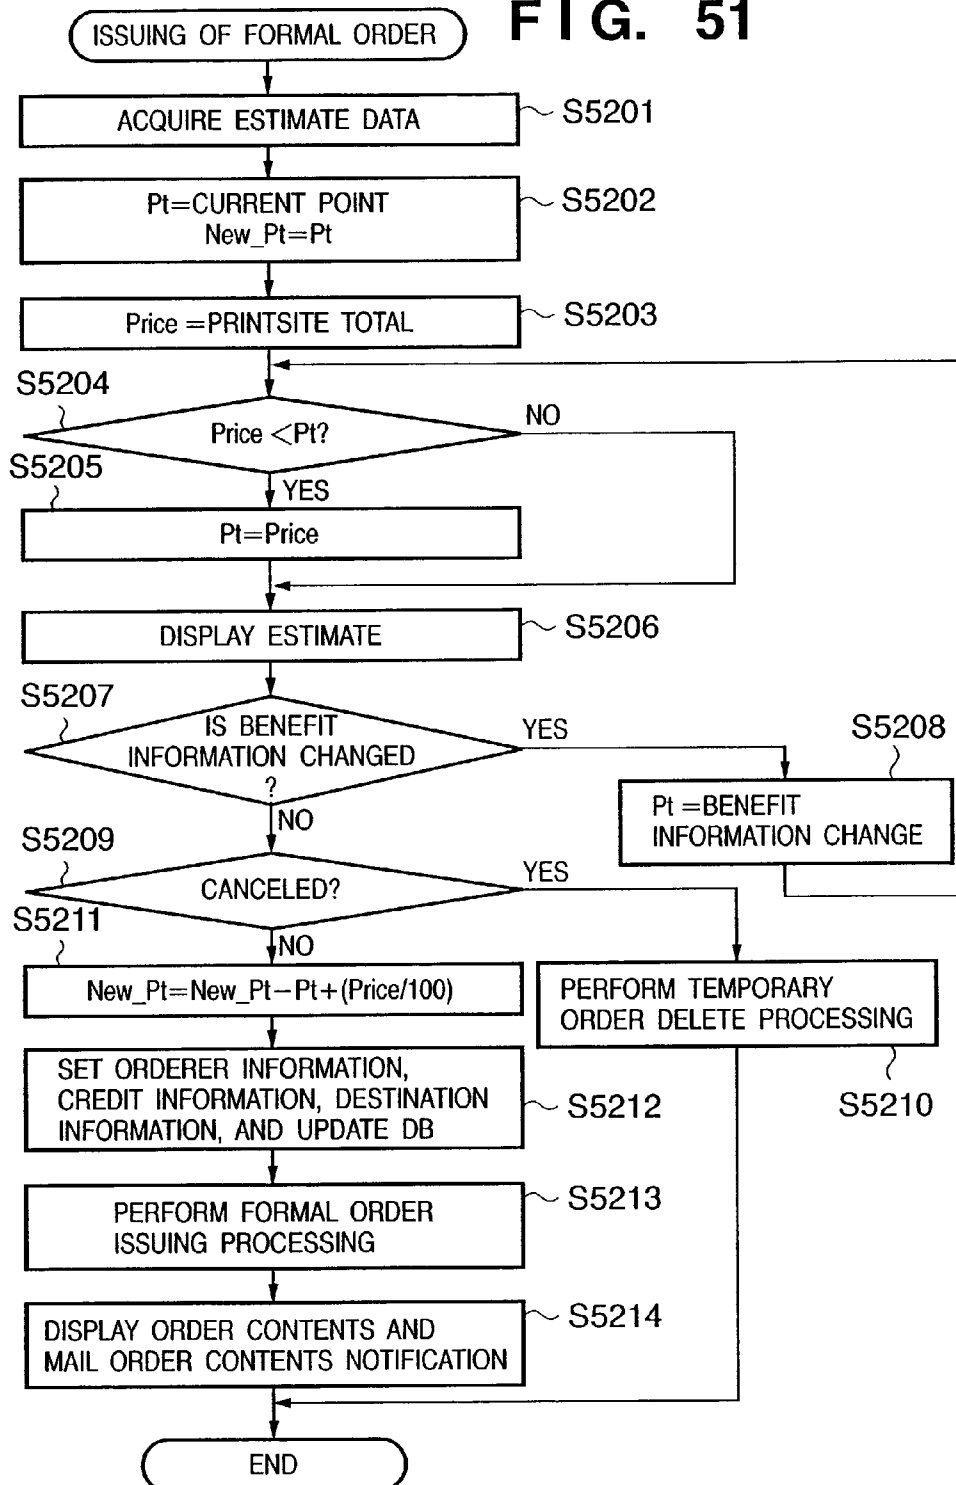 FIG. 51
ISSUING OF FORMAL ORDER
ACQUIRE ESTIMATE DATA
S5201
Pt=CURRENT POINT
New_Pt=Pt
S5202
Price=PRINTSITE TOTAL
S5203
S5204
Price<Pt?
NO
YES
S5205
Pt=Price
DISPLAY ESTIMATE
S5206
S5207
IS BENEFIT
INFORMATION CHANGED
?
YES
NO
S5208
Pt=BENEFIT
INFORMATION CHANGE
S5209
CANCELED?
YES
NO
S5211
New_Pt=New_Pt-Pt+(Price/100)
PERFORM TEMPORARY
ORDER DELETE PROCESSING
S5210
SET ORDERER INFORMATION,
CREDIT INFORMATION, DESTINATION
INFORMATION, AND UPDATE DB
S5212
PERFORM FORMAL ORDER
ISSUING PROCESSING
S5213
DISPLAY ORDER CONTENTS AND
MAIL ORDER CONTENTS NOTIFICATION
S5214
END